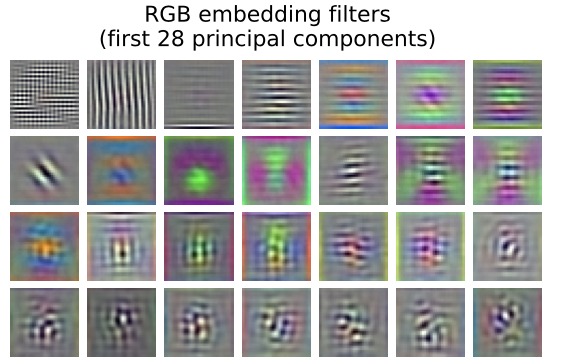 RGB embedding filters
(first 28 principal components)